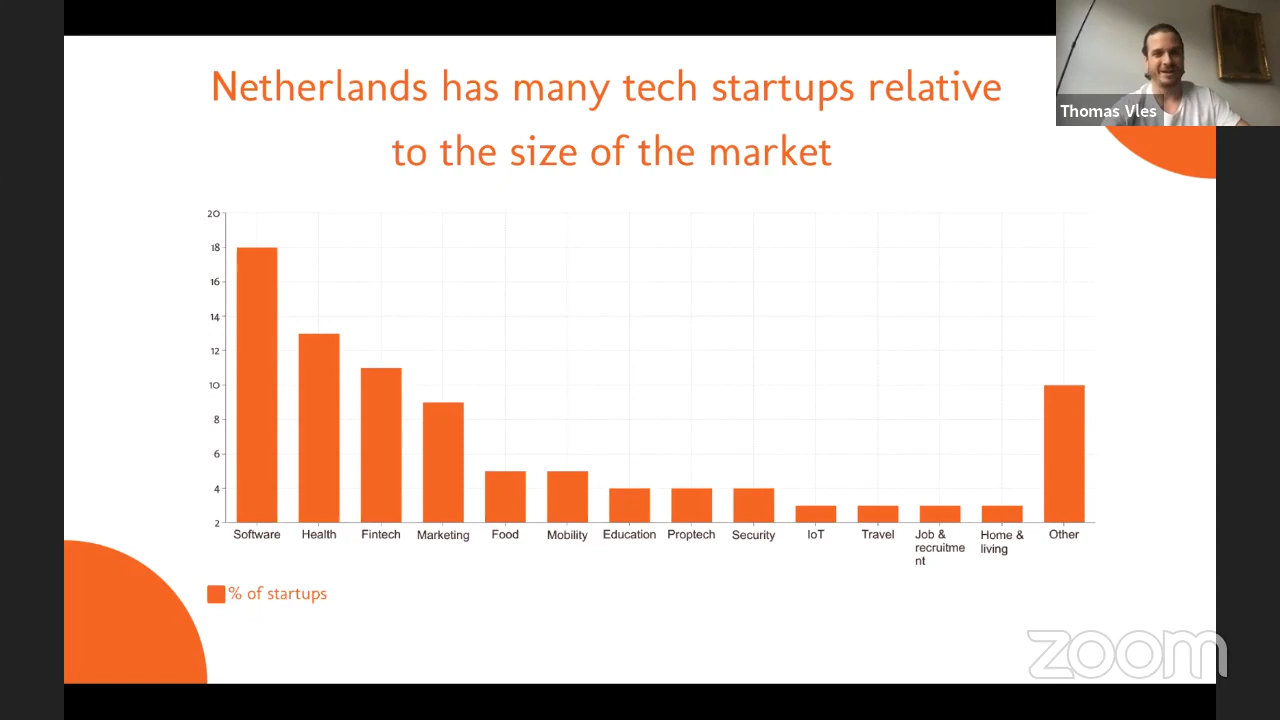 Netherlands has many tech startups relative
to the size of the market
Thomas Vles
20
18
16
14
12
10
8
6
4
2
Software Health Fintech Marketing Food Mobility Education Proptech Security IoT Travel Job & Home & Other
recruitme living
nt
% of startups
zoom